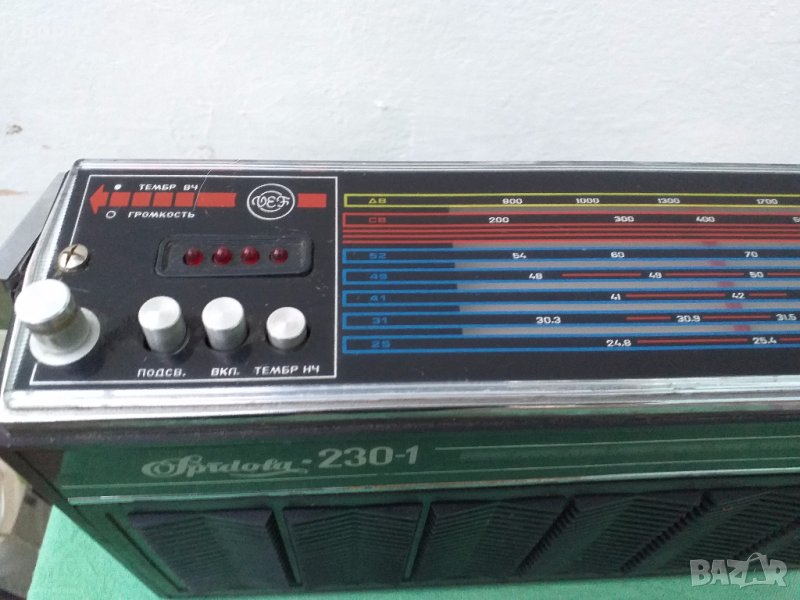 ТЕМБР ВЧ
ГРОМКОСТЬ
VEF
ПОДСВ. ВКЛ. ТЕМБР НЧ
ДВ 800 1000 1300 1700
СВ 200 300 400
52 54 60 70
49 48 49 50
41 41 42
31 30.3 30.9 31.5
25 24.8 25.4
Spidola · 230-1
BAZAR